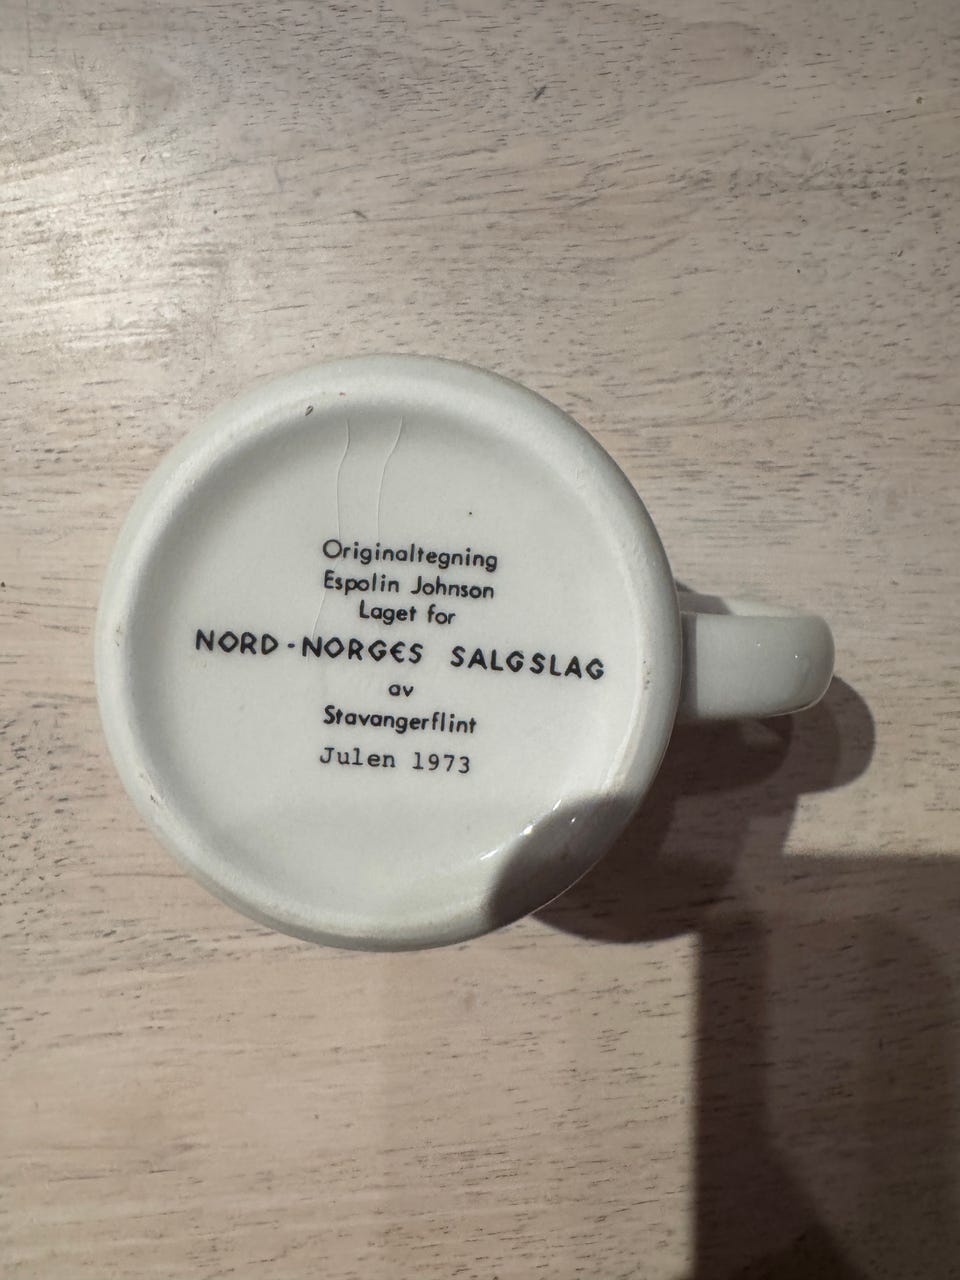 Originaltegning
Espolin Johnson
Laget for
NORD-NORGES SALGSLAG
av
Stavangerflint
Julen 1973